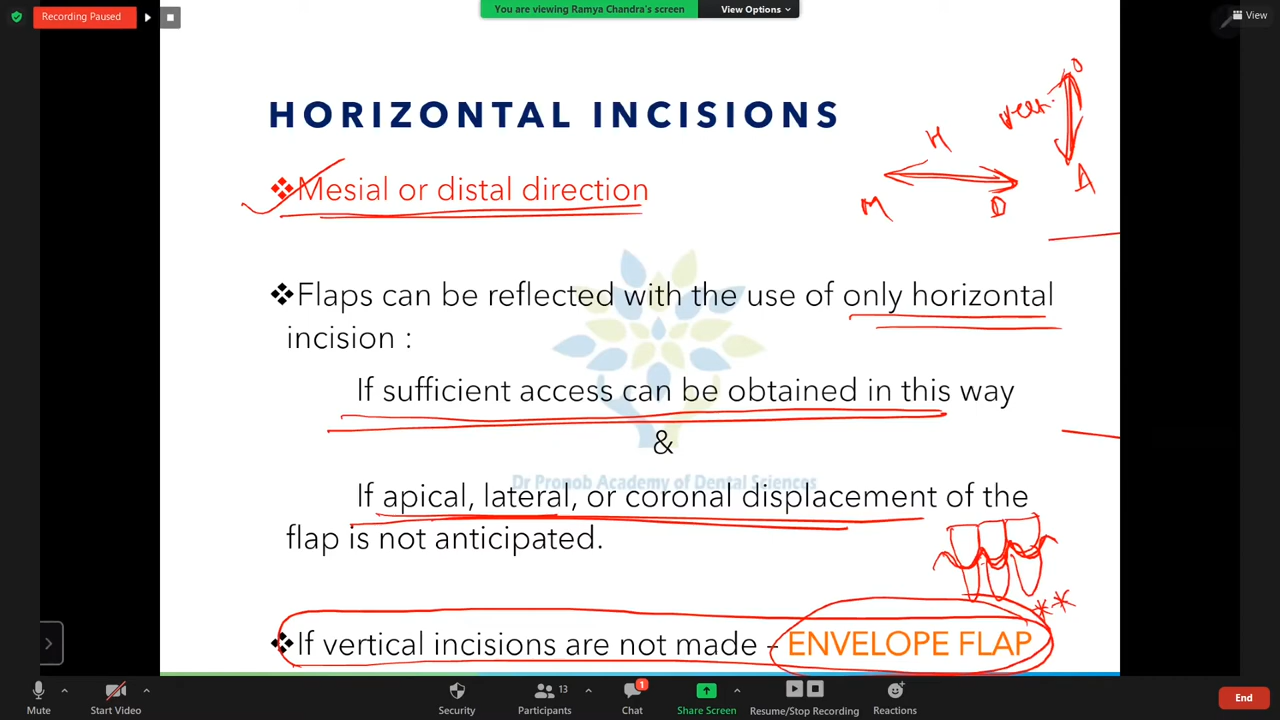 Recording Paused
You are viewing Ramya Chandra's screen
View Options
View
HORIZONTAL INCISIONS
O
H
A
M
D
❖Mesial or distal direction
❖Flaps can be reflected with the use of only horizontal
incision :
If sufficient access can be obtained in this way
&
Dr Pronob Academy of Dental Sciences
If apical, lateral, or coronal displacement of the
flap is not anticipated.
**
❖If vertical incisions are not made – ENVELOPE FLAP
Mute
Start Video
Security
13
Participants
1
Chat
Share Screen
Resume/Stop Recording
Reactions
End